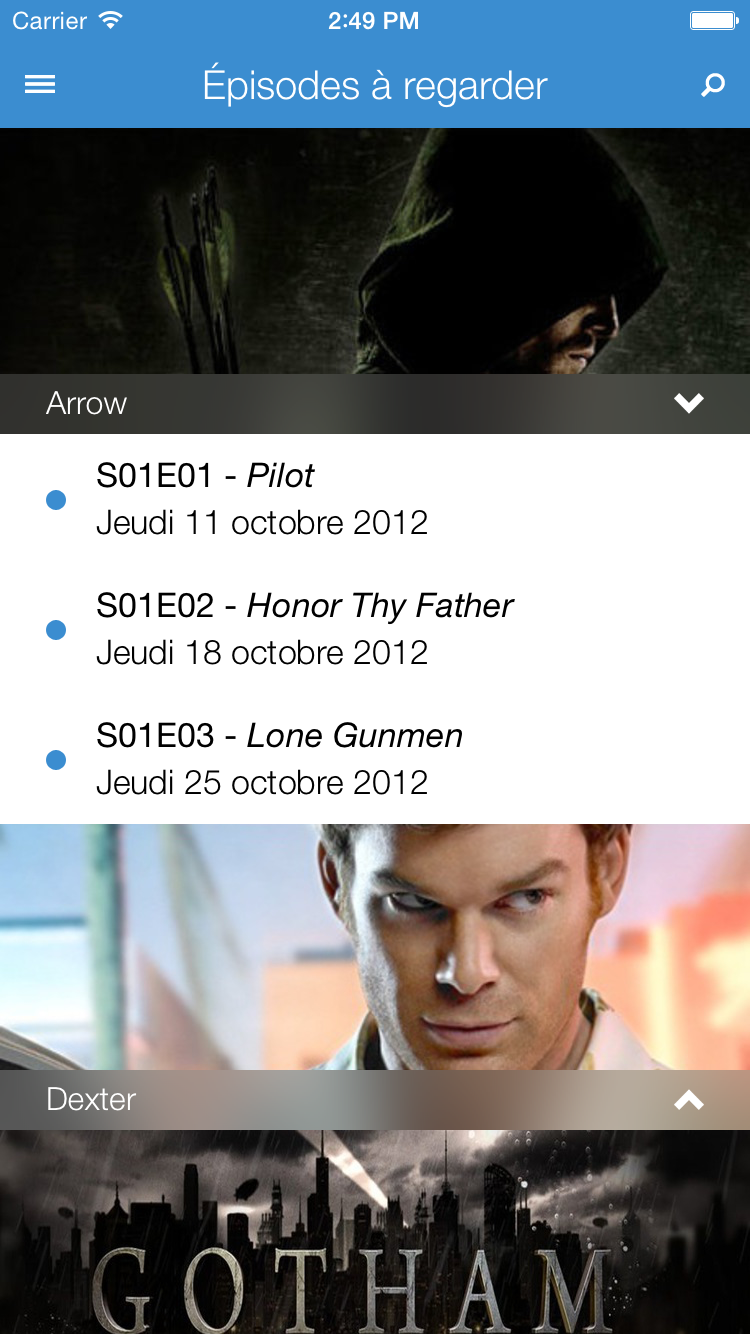 Carrier 2:49 PM
Épisodes à regarder
Arrow
S01E01 - Pilot
Jeudi 11 octobre 2012
S01E02 - Honor Thy Father
Jeudi 18 octobre 2012
S01E03 - Lone Gunmen
Jeudi 25 octobre 2012
Dexter
GOTHAM